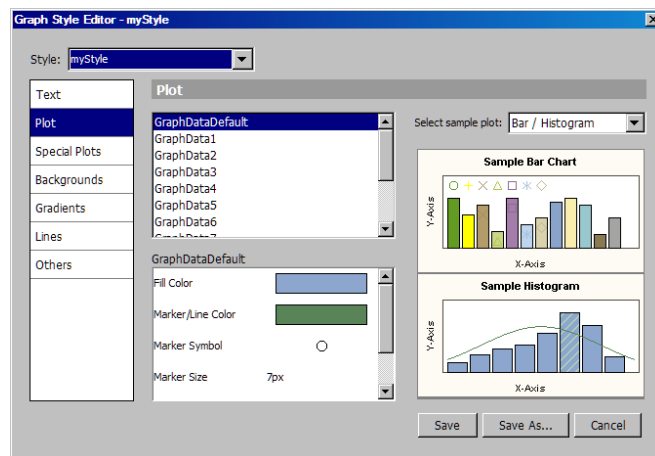 Graph Style Editor - myStyle
Style: myStyle
Text
Plot
Special Plots
Backgrounds
Gradients
Lines
Others
Plot
GraphDataDefault
GraphData1
GraphData2
GraphData3
GraphData4
GraphData5
GraphData6
GraphData7
GraphDataDefault
Fill Color
Marker/Line Color
Marker Symbol
Marker Size 7px
Select sample plot: Bar / Histogram
Sample Bar Chart
Y-Axis
X-Axis
Sample Histogram
Y-Axis
X-Axis
Save Save As... Cancel